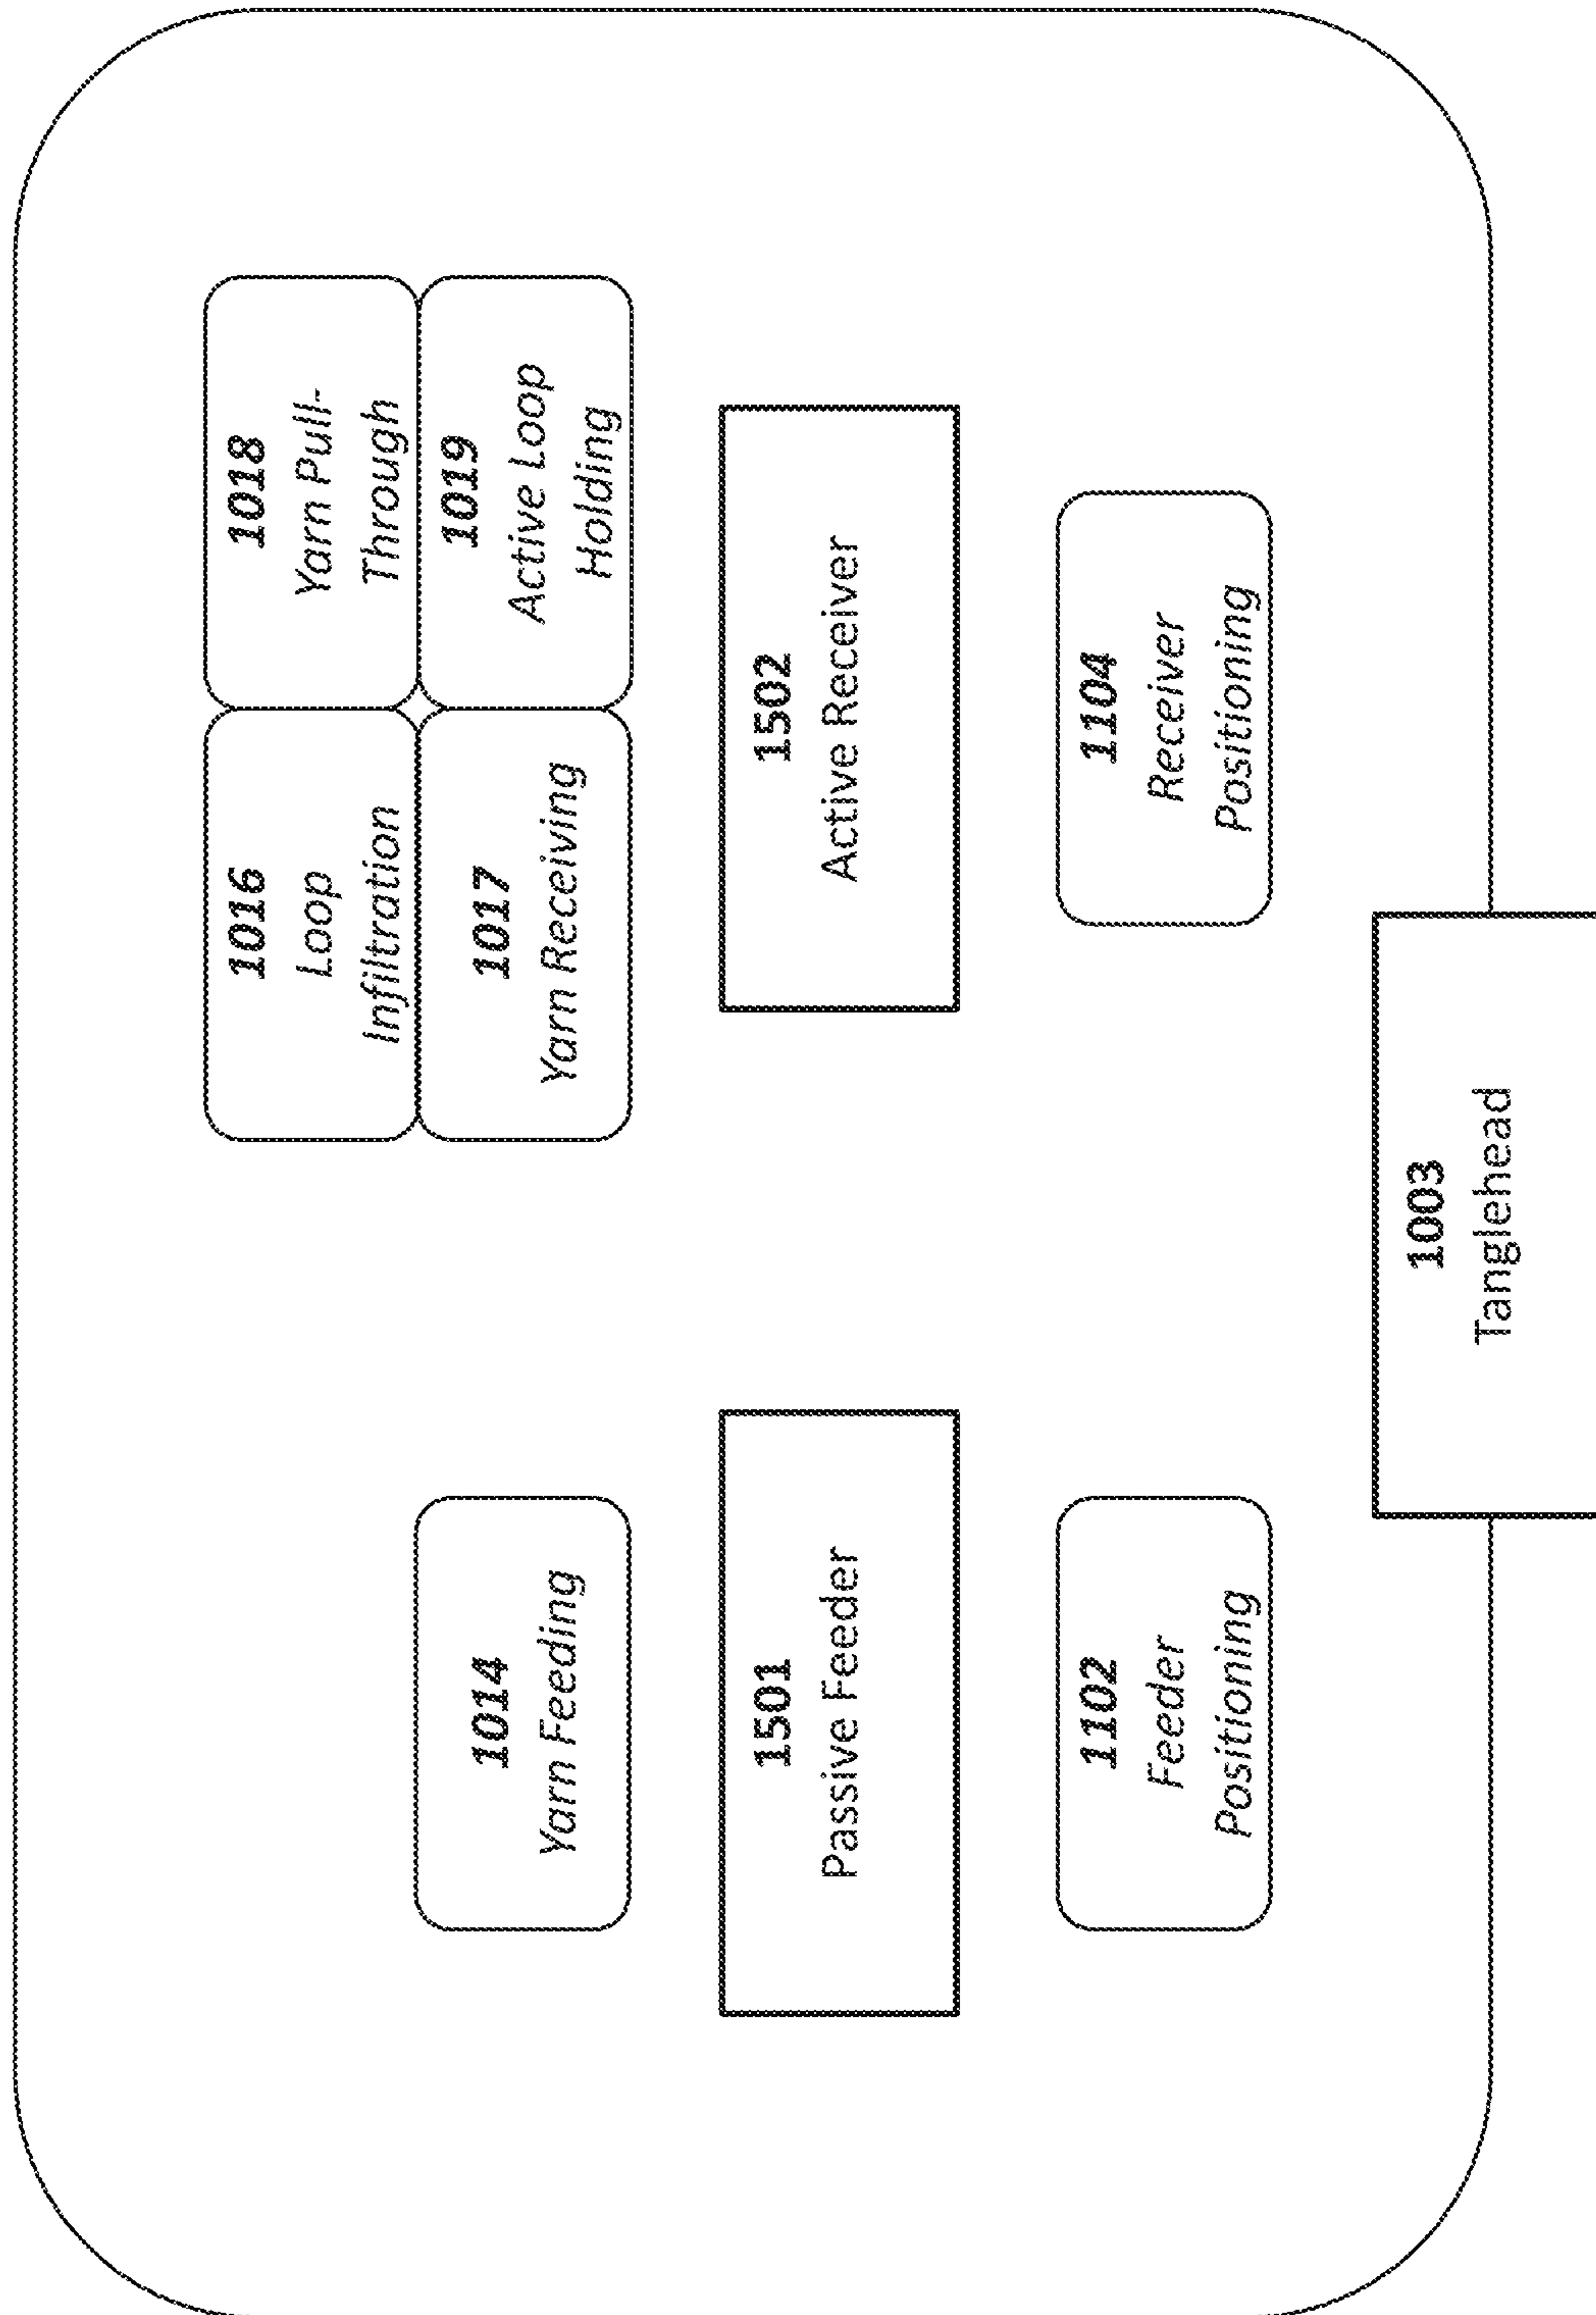 1014
Yarn Feeding
1501
Passive Feeder
1102
Feeder
Positioning
1016
Loop
Infiltration
1018
Yarn Pull-
Through
1017
Yarn Receiving
1019
Active Loop
Holding
1502
Active Receiver
1104
Receiver
Positioning
1003
Tanglehead